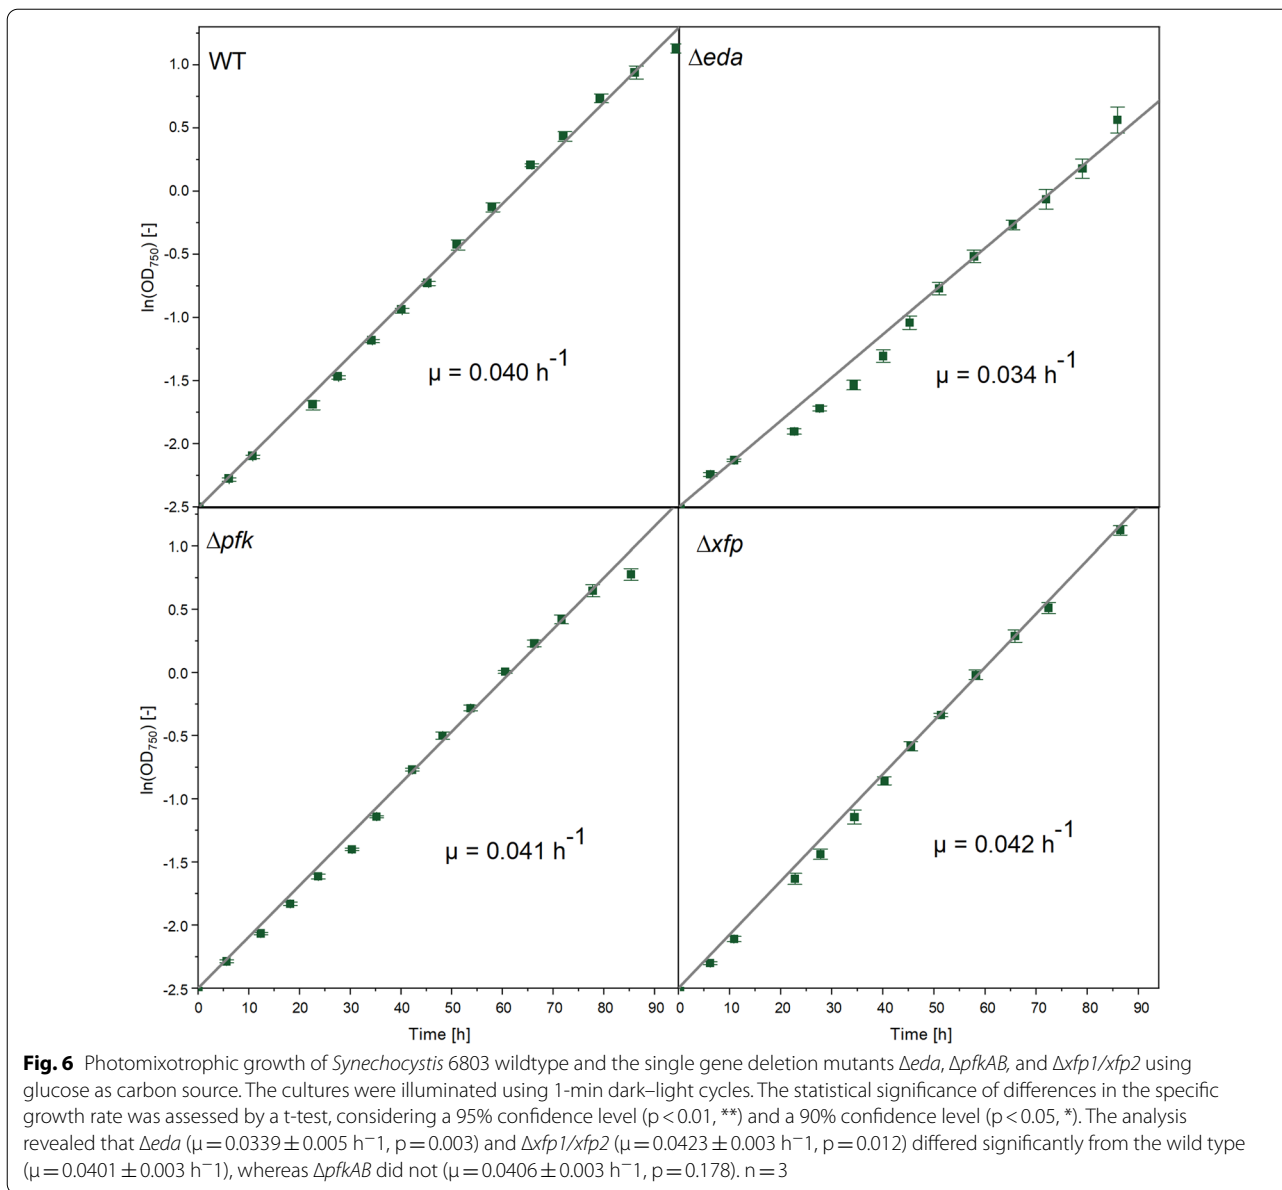 WT
Δeda
1.0
0.5
0.0
-0.5
-1.0
-1.5
-2.0
-2.5
ln(OD750) [-]
μ = 0.040 h-1
μ = 0.034 h-1
Δpfk
Δxfp
1.0
0.5
0.0
-0.5
-1.0
-1.5
-2.0
-2.5
ln(OD750) [-]
μ = 0.041 h-1
μ = 0.042 h-1
0 10 20 30 40 50 60 70 80 90
0 10 20 30 40 50 60 70 80 90
Time [h]
Time [h]
Fig. 6 Photomixotrophic growth of Synechocystis 6803 wildtype and the single gene deletion mutants Δeda, ΔpfkAB, and Δxfp1/xfp2 using
glucose as carbon source. The cultures were illuminated using 1-min dark–light cycles. The statistical significance of differences in the specific
growth rate was assessed by a t-test, considering a 95% confidence level (p < 0.01, **) and a 90% confidence level (p < 0.05, *). The analysis
revealed that Δeda (μ = 0.0339 ± 0.005 h−1, p = 0.003) and Δxfp1/xfp2 (μ = 0.0423 ± 0.003 h−1, p = 0.012) differed significantly from the wild type
(μ = 0.0401 ± 0.003 h−1), whereas ΔpfkAB did not (μ = 0.0406 ± 0.003 h−1, p = 0.178). n = 3